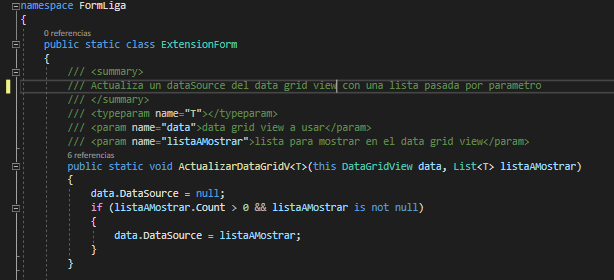 namespace FormLiga
{
0 referencias
public static class ExtensionForm
{
/// <summary>
/// Actualiza un dataSource del data grid view con una lista pasada por parametro
/// </summary>
/// <typeparam name="T"></typeparam>
/// <param name="data">data grid view a usar</param>
/// <param name="listaAMostrar">lista para mostrar en el data grid view</param>
6 referencias
public static void ActualizarDataGridV<T>(this DataGridView data, List<T> listaAMostrar)
{
data.DataSource = null;
if (listaAMostrar.Count > 0 && listaAMostrar is not null)
{
data.DataSource = listaAMostrar;
}
}